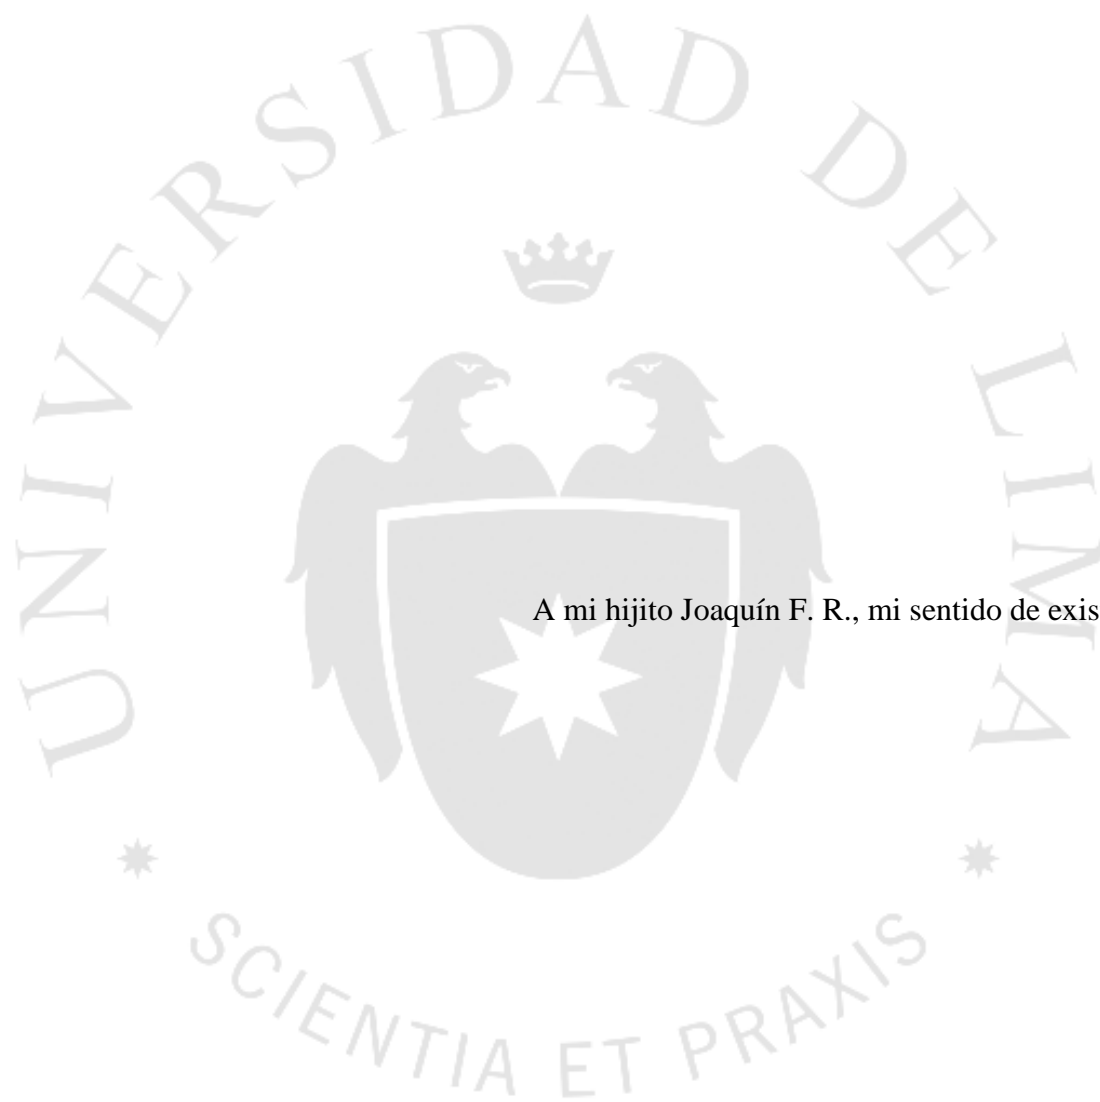 UNIVERSIDAD DE LIMA
A mi hijito Joaquín F. R., mi sentido de exis
SCIENTIA ET PRAXIS